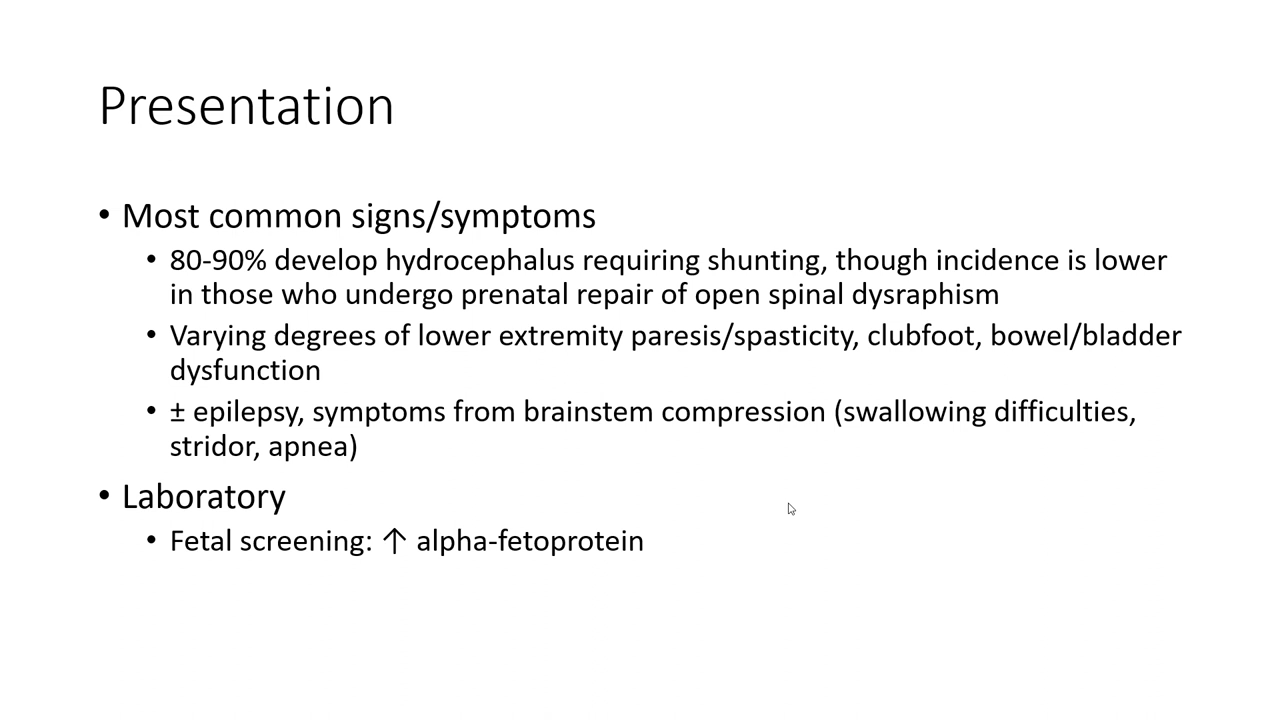 Presentation
• Most common signs/symptoms
• 80-90% develop hydrocephalus requiring shunting, though incidence is lower
in those who undergo prenatal repair of open spinal dysraphism
• Varying degrees of lower extremity paresis/spasticity, clubfoot, bowel/bladder
dysfunction
• ± epilepsy, symptoms from brainstem compression (swallowing difficulties,
stridor, apnea)
• Laboratory
• Fetal screening: ↑ alpha-fetoprotein